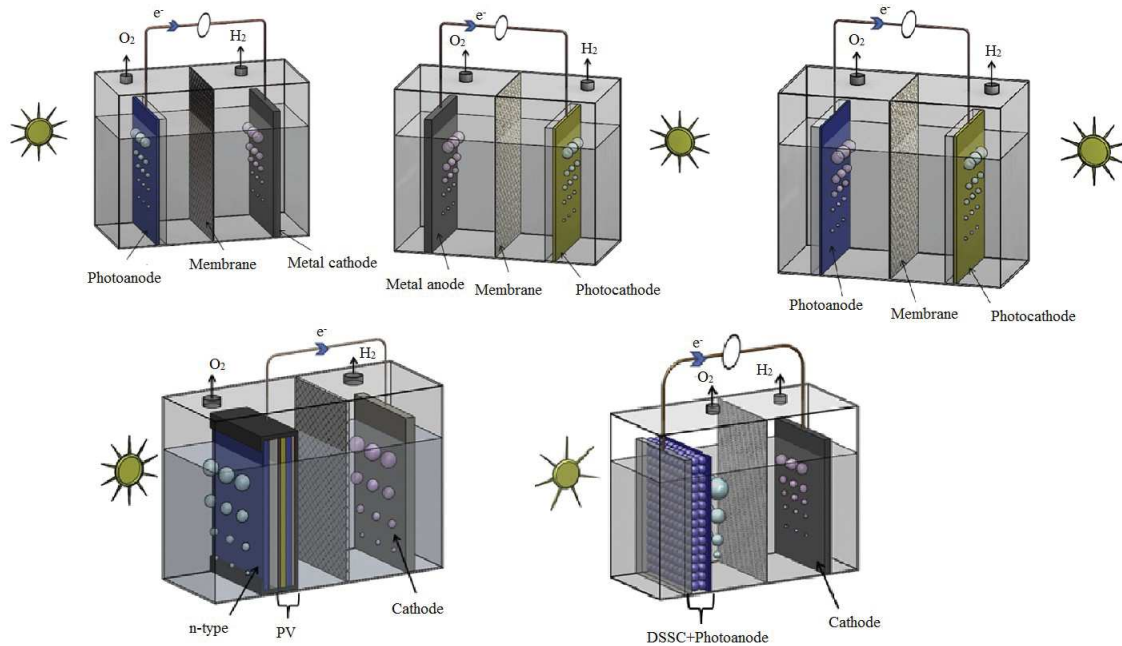 e-
O2
H2
Photoanode
Membrane
Metal cathode
e-
O2
H2
Metal anode
Membrane
Photocathode
e-
O2
H2
Photoanode
Membrane
Photocathode
e-
O2
H2
n-type
PV
Cathode
e-
O2
H2
DSSC+Photoanode
Cathode